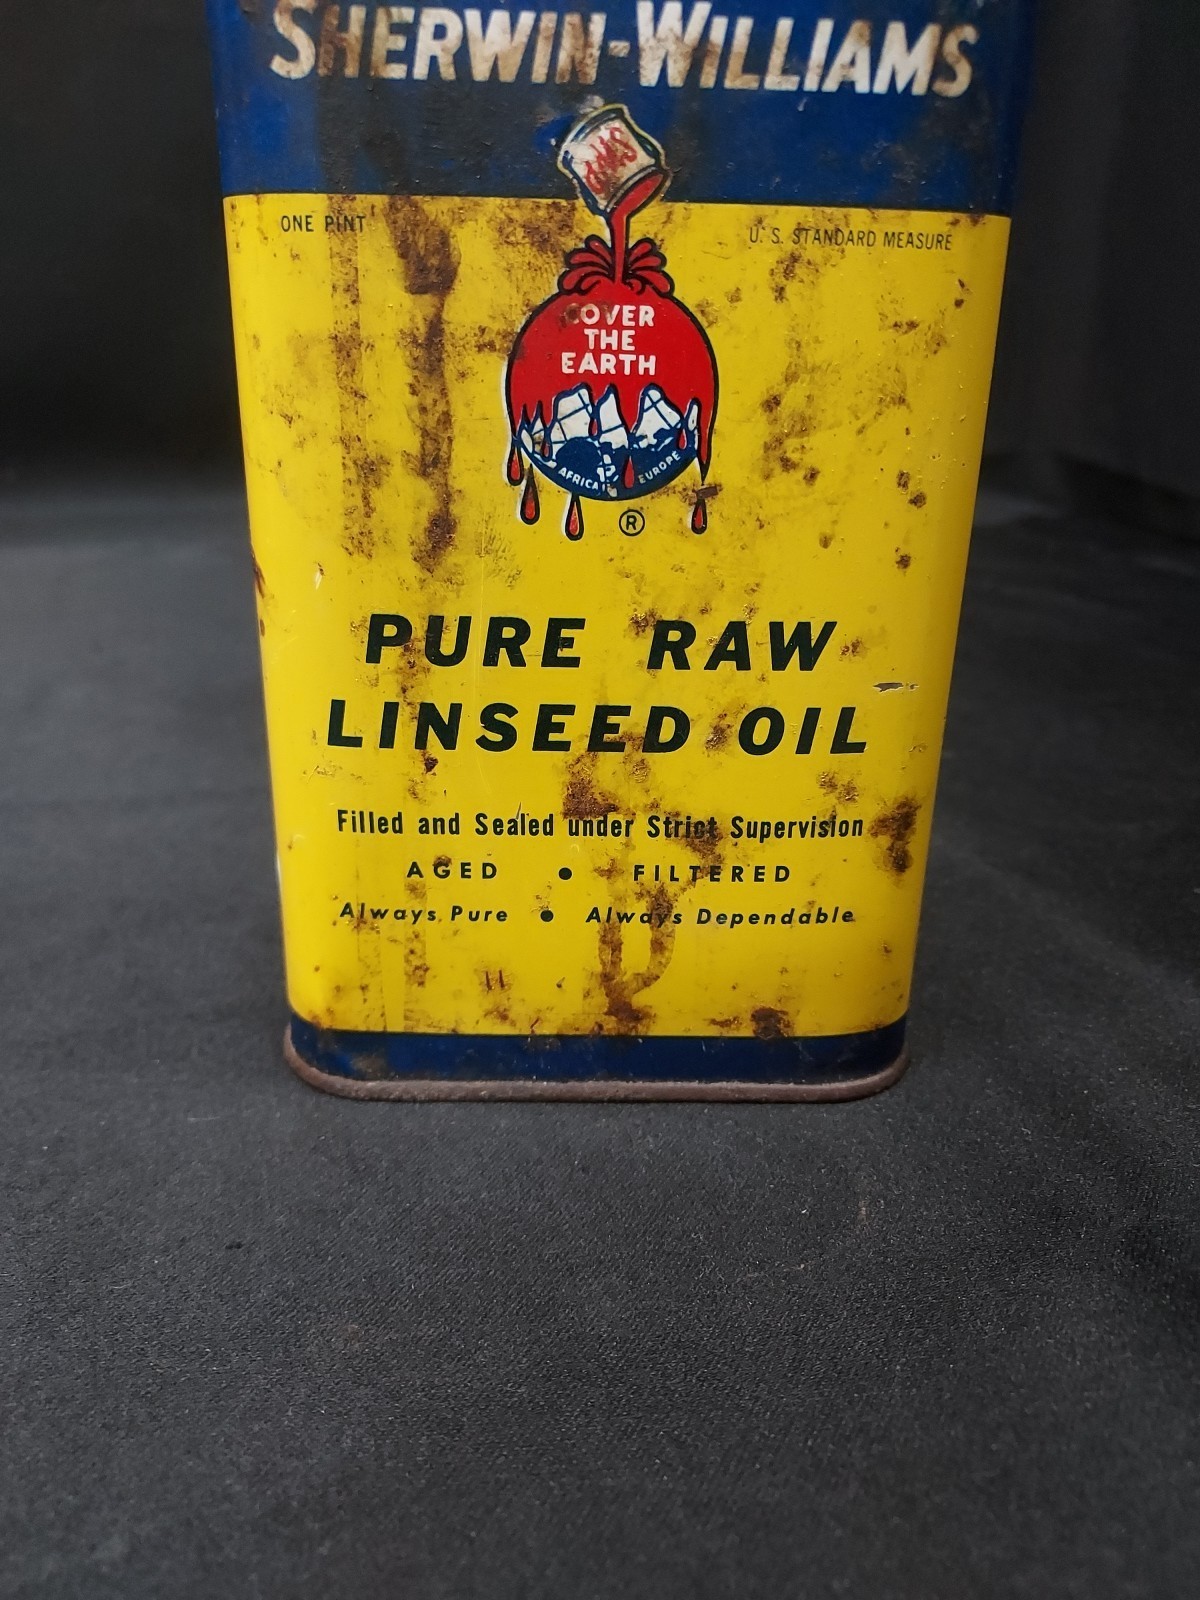 SHERWIN-WILLIAMS
SWP
ONE PINT
U. S. STANDARD MEASURE
COVER
THE
EARTH
AFRICA EUROPE
®
PURE RAW
LINSEED OIL
Filled and Sealed under Strict Supervision
AGED • FILTERED
Always Pure • Always Dependable